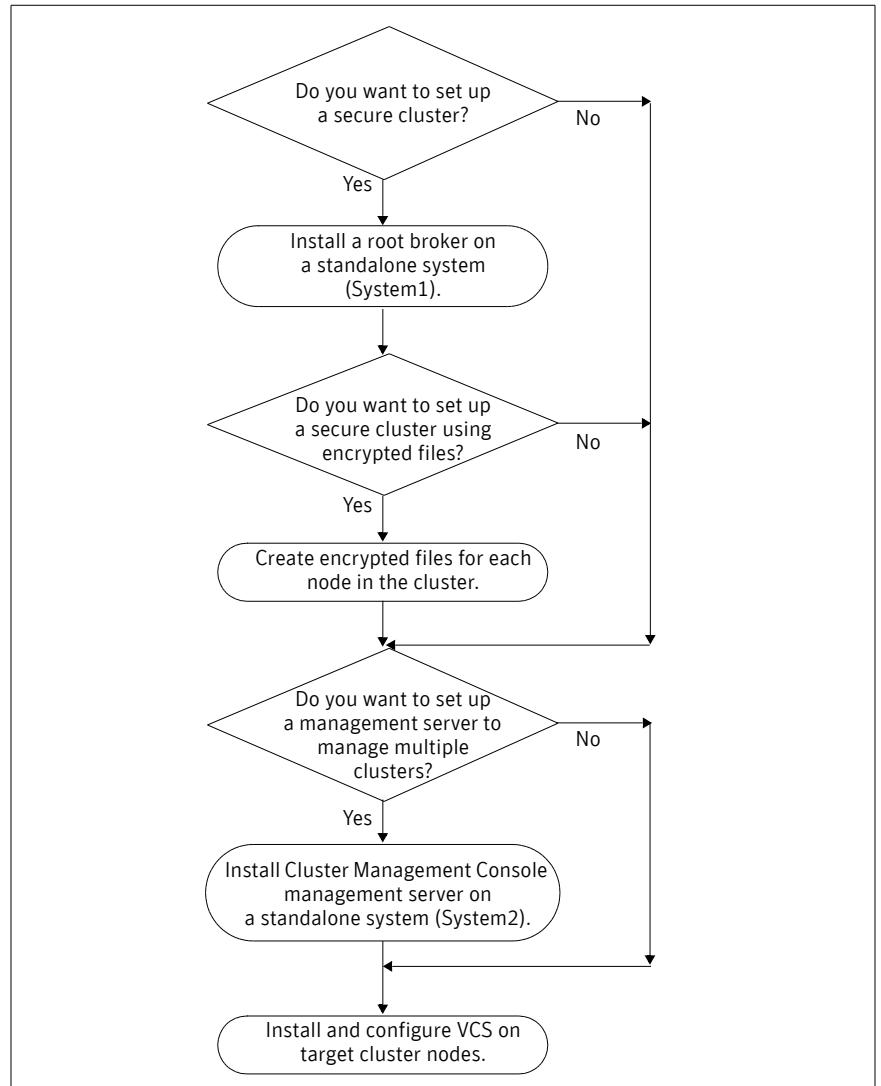 Do you want to set up
a secure cluster?
No
Yes
Install a root broker on
a standalone system
(System1).
Do you want to set up
a secure cluster using
encrypted files?
No
Yes
Create encrypted files for each
node in the cluster.
Do you want to set up
a management server to
manage multiple
clusters?
No
Yes
Install Cluster Management Console
management server on
a standalone system (System2).
Install and configure VCS on
target cluster nodes.